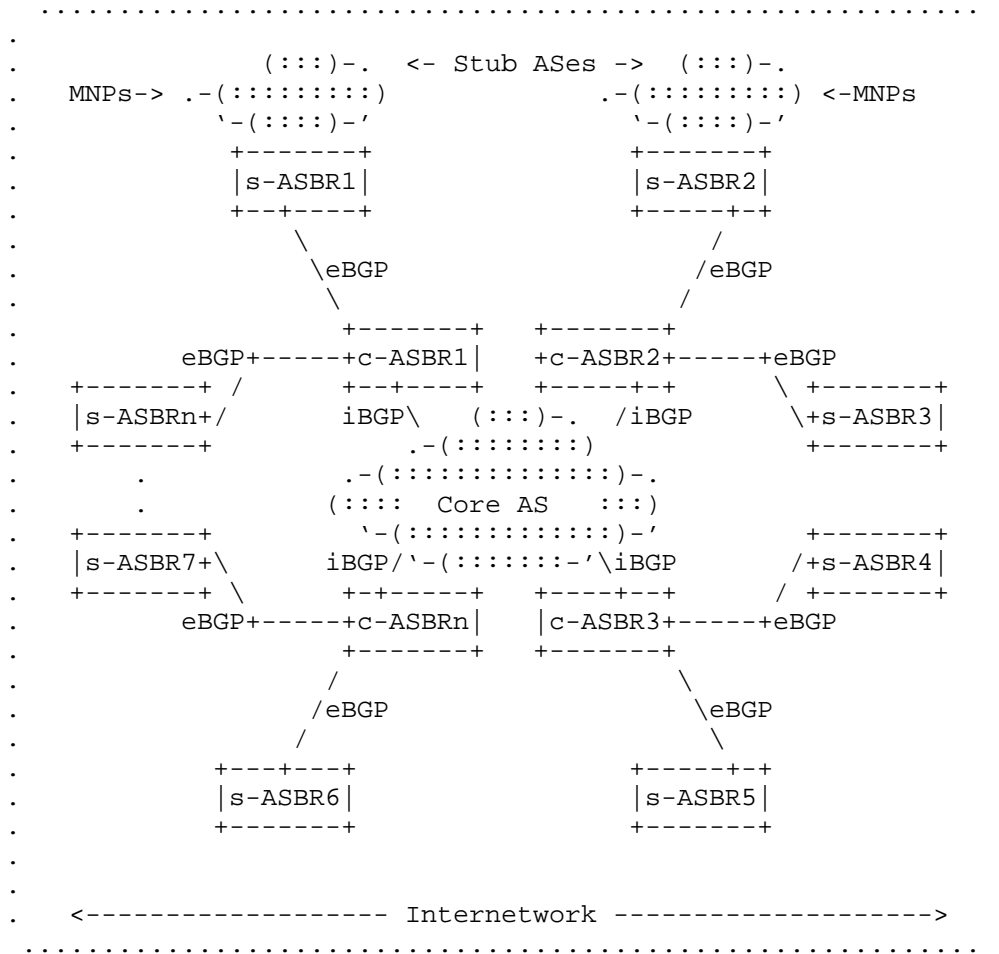 <- Stub ASes ->
MNPs-> <-MNPs
s-ASBR1 s-ASBR2
eBGP eBGP
c-ASBR1 c-ASBR2
eBGP eBGP
s-ASBRn iBGP iBGP s-ASBR3
Core AS
s-ASBR7 iBGP iBGP s-ASBR4
eBGP c-ASBRn c-ASBR3 eBGP
eBGP eBGP
s-ASBR6 s-ASBR5
<------------------- Internetwork -------------------->